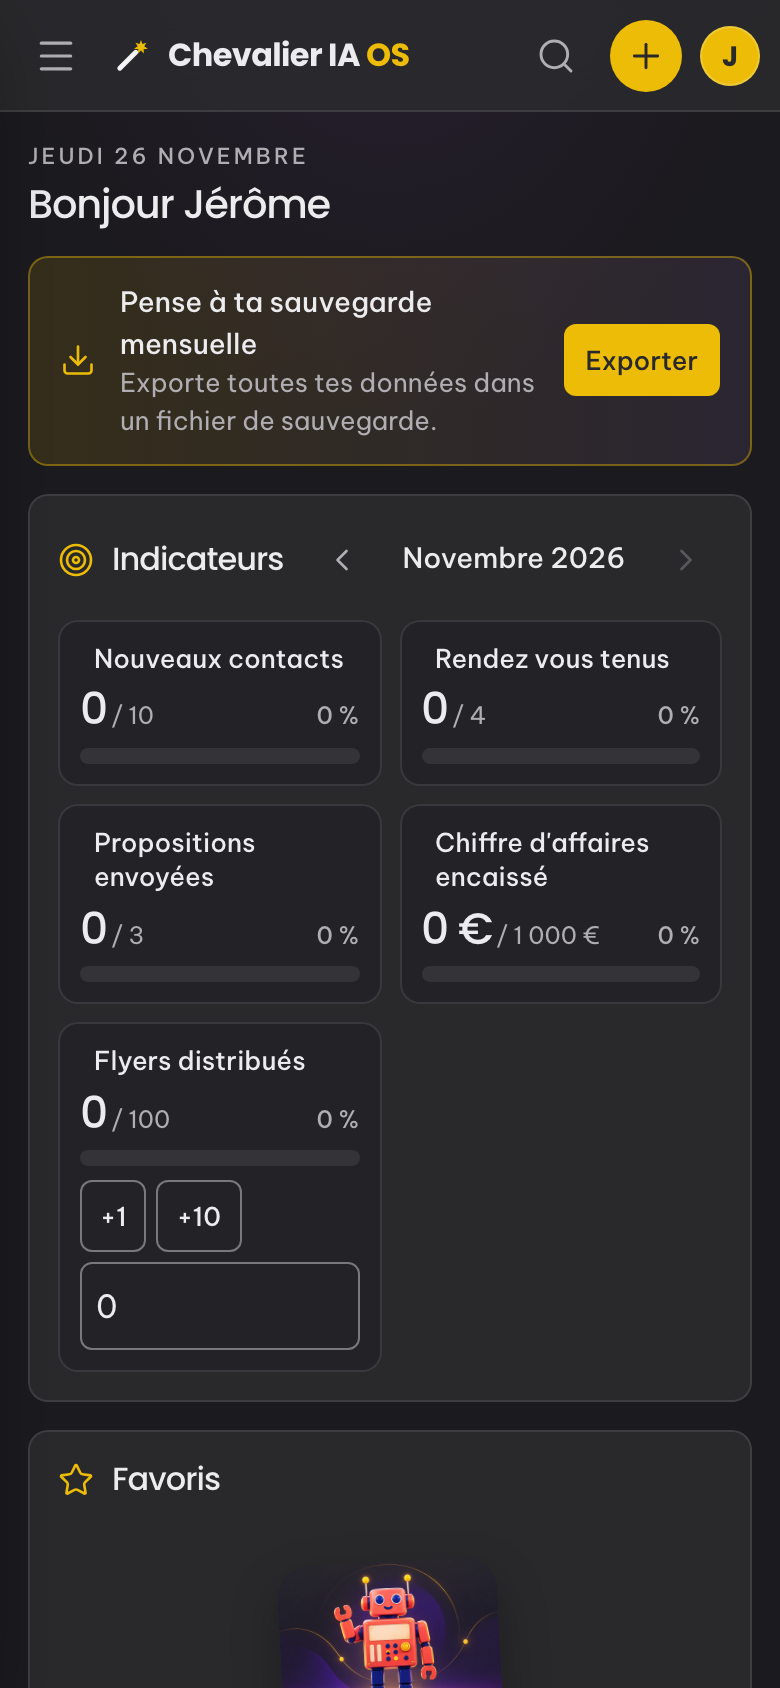 Chevalier IA OS
J
JEUDI 26 NOVEMBRE
Bonjour Jérôme
Pense à ta sauvegarde
mensuelle
Exporte toutes tes données dans
un fichier de sauvegarde.
Exporter
Indicateurs
Novembre 2026
Nouveaux contacts
0 / 10
0 %
Rendez vous tenus
0 / 4
0 %
Propositions
envoyées
0 / 3
0 %
Chiffre d'affaires
encaissé
0 € / 1 000 €
0 %
Flyers distribués
0 / 100
0 %
+1
+10
0
Favoris